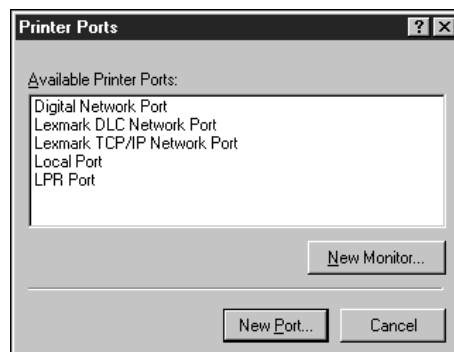 Printer Ports
Available Printer Ports:
Digital Network Port
Lexmark DLC Network Port
Lexmark TCP/IP Network Port
Local Port
LPR Port
New Monitor...
New Port...
Cancel